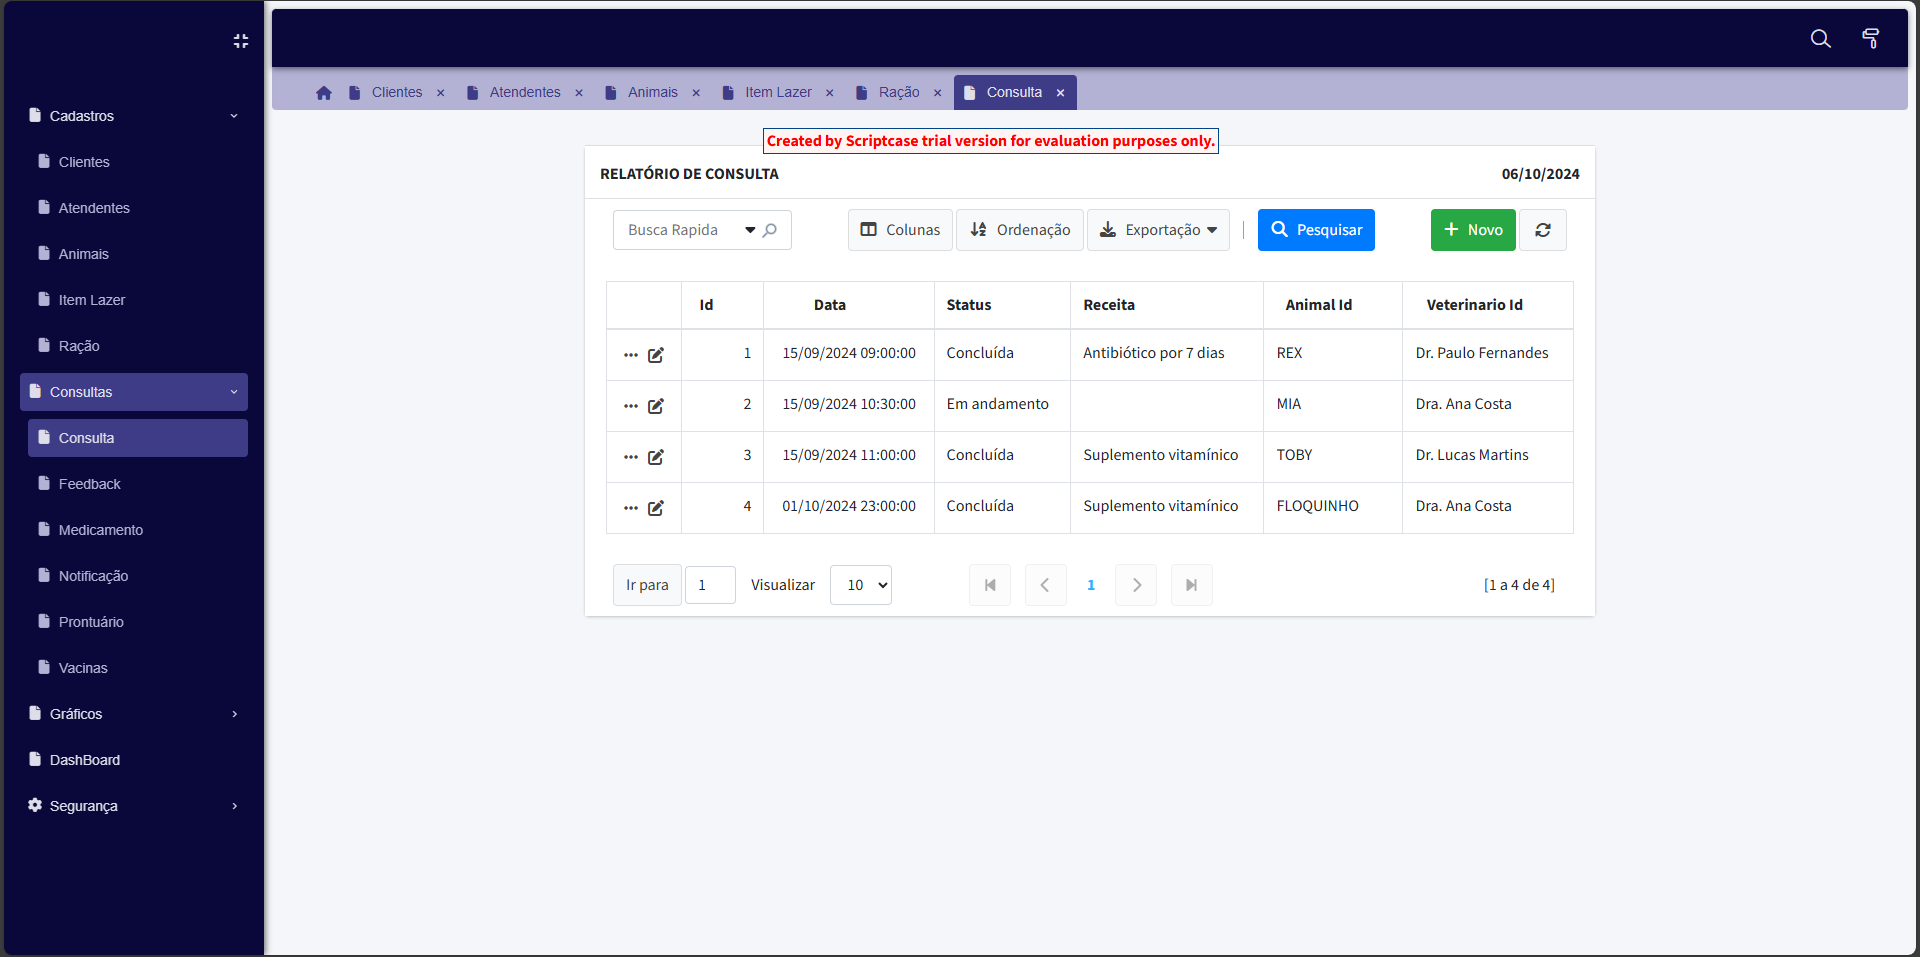 Cadastros
Clientes
Atendentes
Animais
Item Lazer
Ração
Consultas
Consulta
Feedback
Medicamento
Notificação
Prontuário
Vacinas
Gráficos
DashBoard
Segurança
Clientes × Atendentes × Animais × Item Lazer × Ração × Consulta ×
Created by Scriptcase trial version for evaluation purposes only.
RELATÓRIO DE CONSULTA 06/10/2024
Busca Rapida Colunas Ordenação Exportação | Pesquisar + Novo
Id Data Status Receita Animal Id Veterinario Id
1 15/09/2024 09:00:00 Concluída Antibiótico por 7 dias REX Dr. Paulo Fernandes
2 15/09/2024 10:30:00 Em andamento MIA Dra. Ana Costa
3 15/09/2024 11:00:00 Concluída Suplemento vitamínico TOBY Dr. Lucas Martins
4 01/10/2024 23:00:00 Concluída Suplemento vitamínico FLOQUINHO Dra. Ana Costa
Ir para 1 Visualizar 10 1 [1 a 4 de 4]